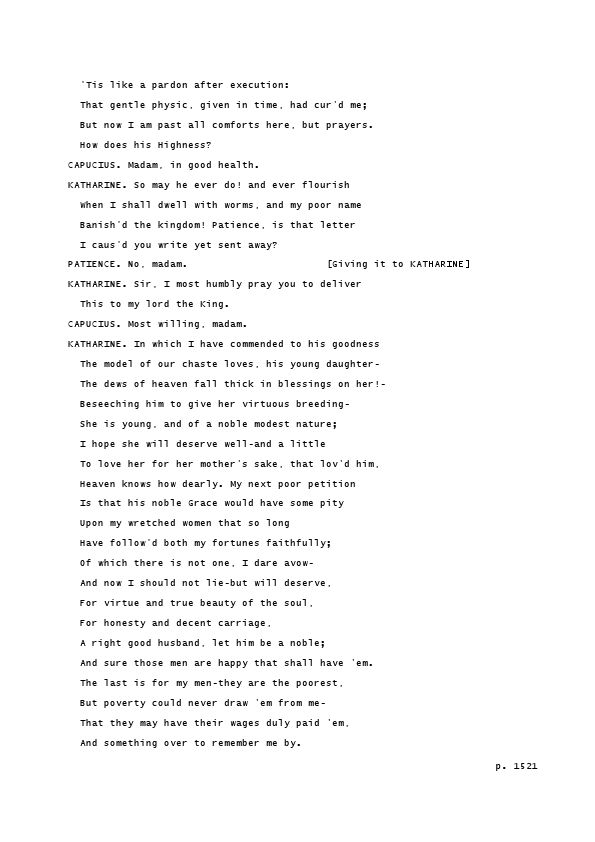 'Tis like a pardon after execution:
That gentle physic, given in time, had cur'd me;
But now I am past all comforts here, but prayers.
How does his Highness?
CAPUCIUS. Madam, in good health.
KATHARINE. So may he ever do! and ever flourish
When I shall dwell with worms, and my poor name
Banish'd the kingdom! Patience, is that letter
I caus'd you write yet sent away?
PATIENCE. No, madam. [Giving it to KATHARINE]
KATHARINE. Sir, I most humbly pray you to deliver
This to my lord the King.
CAPUCIUS. Most willing, madam.
KATHARINE. In which I have commended to his goodness
The model of our chaste loves, his young daughter-
The dews of heaven fall thick in blessings on her!-
Beseeching him to give her virtuous breeding-
She is young, and of a noble modest nature;
I hope she will deserve well-and a little
To love her for her mother's sake, that lov'd him,
Heaven knows how dearly. My next poor petition
Is that his noble Grace would have some pity
Upon my wretched women that so long
Have follow'd both my fortunes faithfully;
Of which there is not one, I dare avow-
And now I should not lie-but will deserve,
For virtue and true beauty of the soul,
For honesty and decent carriage,
A right good husband, let him be a noble;
And sure those men are happy that shall have 'em.
The last is for my men-they are the poorest,
But poverty could never draw 'em from me-
That they may have their wages duly paid 'em,
And something over to remember me by.
p. 1521